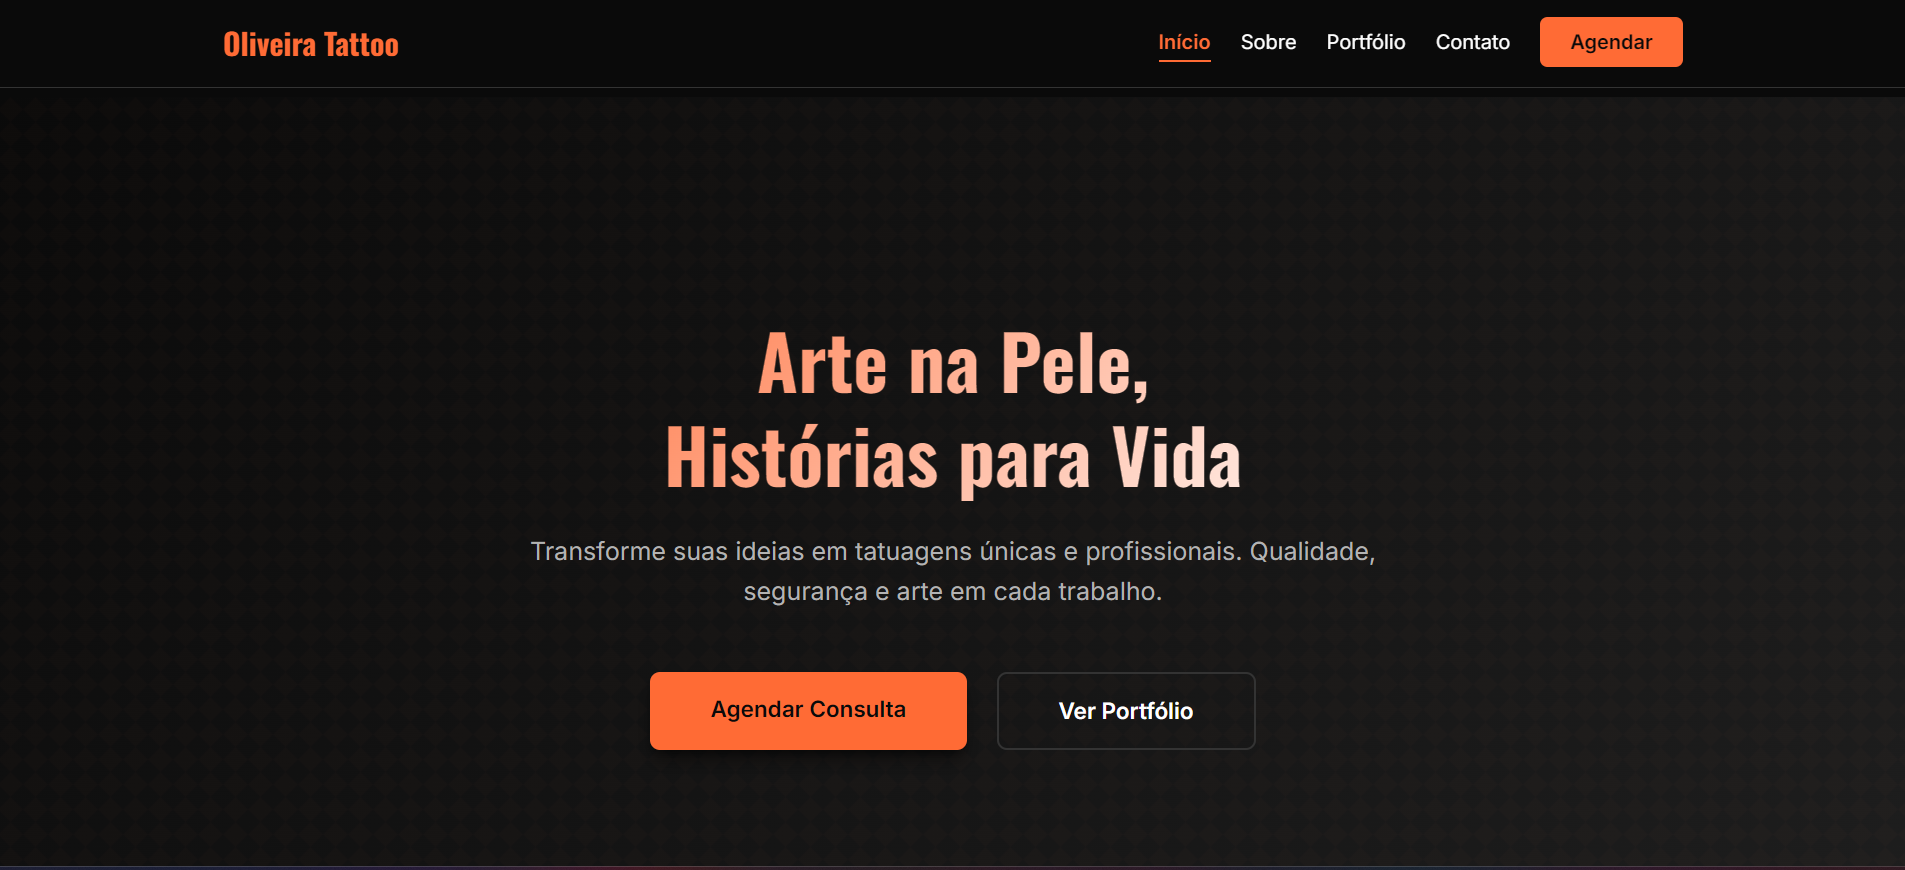 Oliveira Tattoo
Início
Sobre
Portfólio
Contato
Agendar
Arte na Pele,
Histórias para Vida
Transforme suas ideias em tatuagens únicas e profissionais. Qualidade,
segurança e arte em cada trabalho.
Agendar Consulta
Ver Portfólio